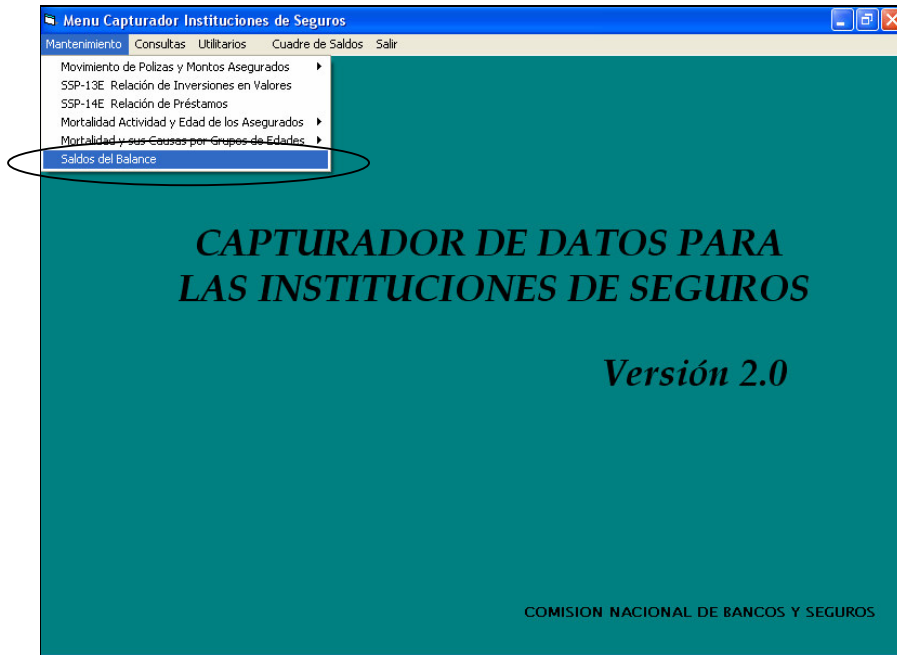 Menu Capturador Instituciones de Seguros
Mantenimiento Consultas Utilitarios Cuadre de Saldos Salir
Movimiento de Polizas y Montos Asegurados
SSP-13E Relación de Inversiones en Valores
SSP-14E Relación de Préstamos
Mortalidad Actividad y Edad de los Asegurados
Mortalidad y sus Causas por Grupos de Edades
Saldos del Balance
CAPTURADOR DE DATOS PARA
LAS INSTITUCIONES DE SEGUROS
Versión 2.0
COMISION NACIONAL DE BANCOS Y SEGUROS